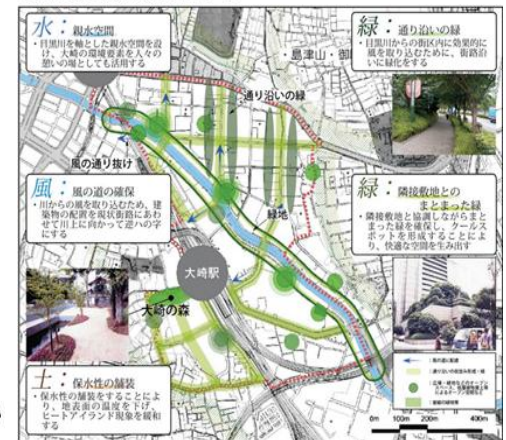 水：親水空間
・目黒川を軸とした親水空間を設
け、大崎の環境要素を人々の
憩いの場としても活用する
緑：通り沿いの緑
・目黒川からの街区内に効果的に
風を取り込むために、街路沿
いに緑化をする
・島津山・御
通り沿いの緑
風の通り抜け
風：風の道の確保
・川からの風を取り込むため、建
築物の配置を現状街路にあわ
せて川上に向かって逆ハの字
にする
緑地
緑：隣接敷地との
まとまった緑
・隣接敷地と協調しながらまと
まった緑を確保し、クールス
ポットを形成することによ
り、快適な空間を生み出す
大崎駅
大崎の森
土：保水性の舗装
・保水性の舗装をすることによ
り、地表面の温度を下げ、
ヒートアイランド現象を緩和
する
0m 100m 200m 400m